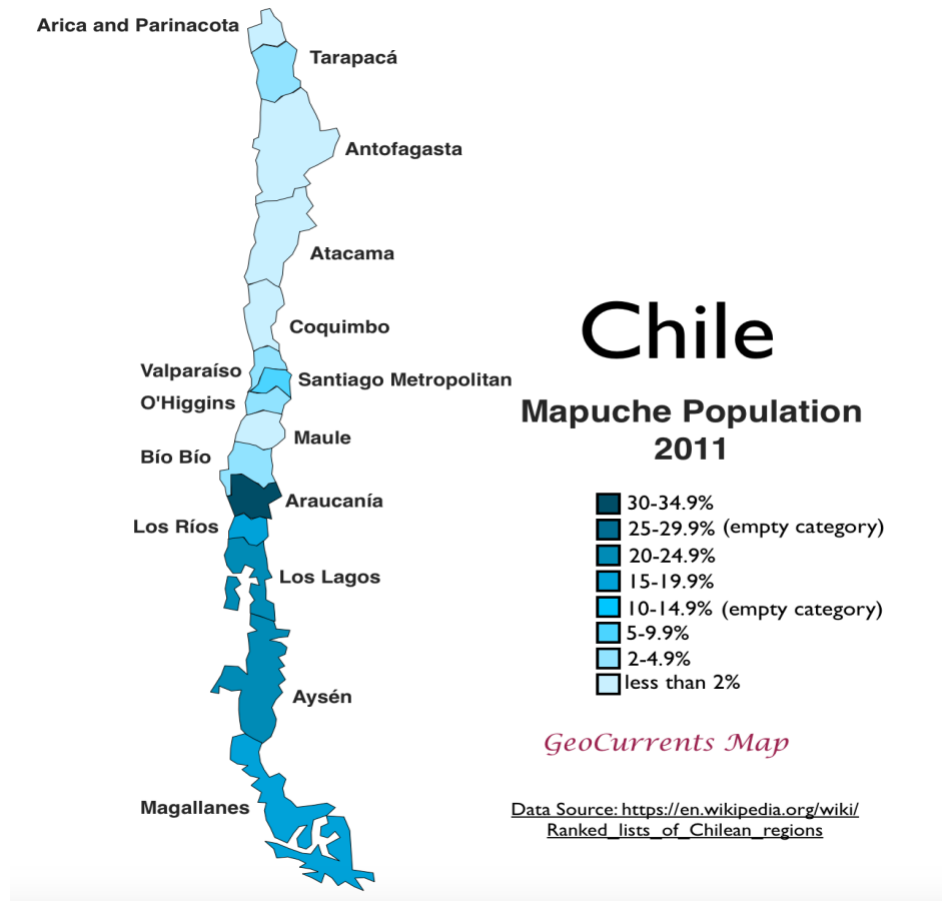 Arica and Parinacota
Tarapacá
Antofagasta
Atacama
Coquimbo
Valparaíso
Santiago Metropolitan
O'Higgins
Maule
Bío Bío
Araucanía
Los Ríos
Los Lagos
Aysén
Magallanes
Chile
Mapuche Population
2011
30-34.9%
25-29.9% (empty category)
20-24.9%
15-19.9%
10-14.9% (empty category)
5-9.9%
2-4.9%
less than 2%
GeoCurrents Map
Data Source: https://en.wikipedia.org/wiki/
Ranked_lists_of_Chilean_regions